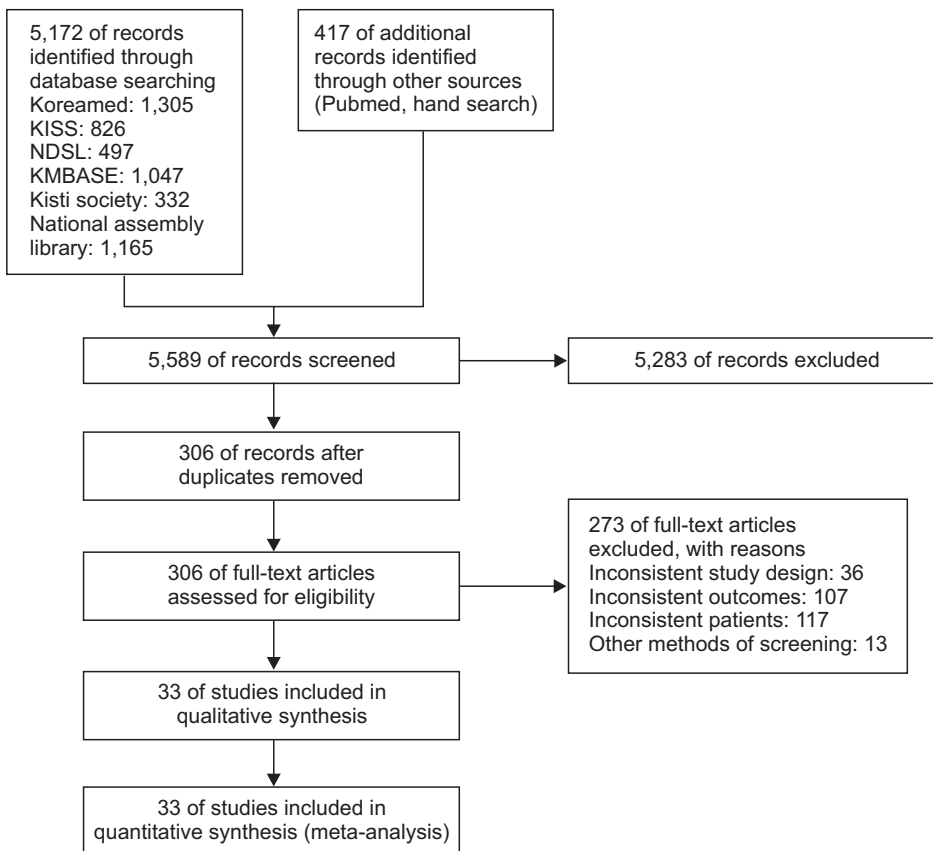 5,172 of records
identified through
database searching
Koreamed: 1,305
KISS: 826
NDSL: 497
KMBASE: 1,047
Kisti society: 332
National assembly
library: 1,165
417 of additional
records identified
through other sources
(Pubmed, hand search)
5,589 of records screened
5,283 of records excluded
306 of records after
duplicates removed
306 of full-text articles
assessed for eligibility
273 of full-text articles
excluded, with reasons
Inconsistent study design: 36
Inconsistent outcomes: 107
Inconsistent patients: 117
Other methods of screening: 13
33 of studies included in
qualitative synthesis
33 of studies included in
quantitative synthesis (meta-analysis)